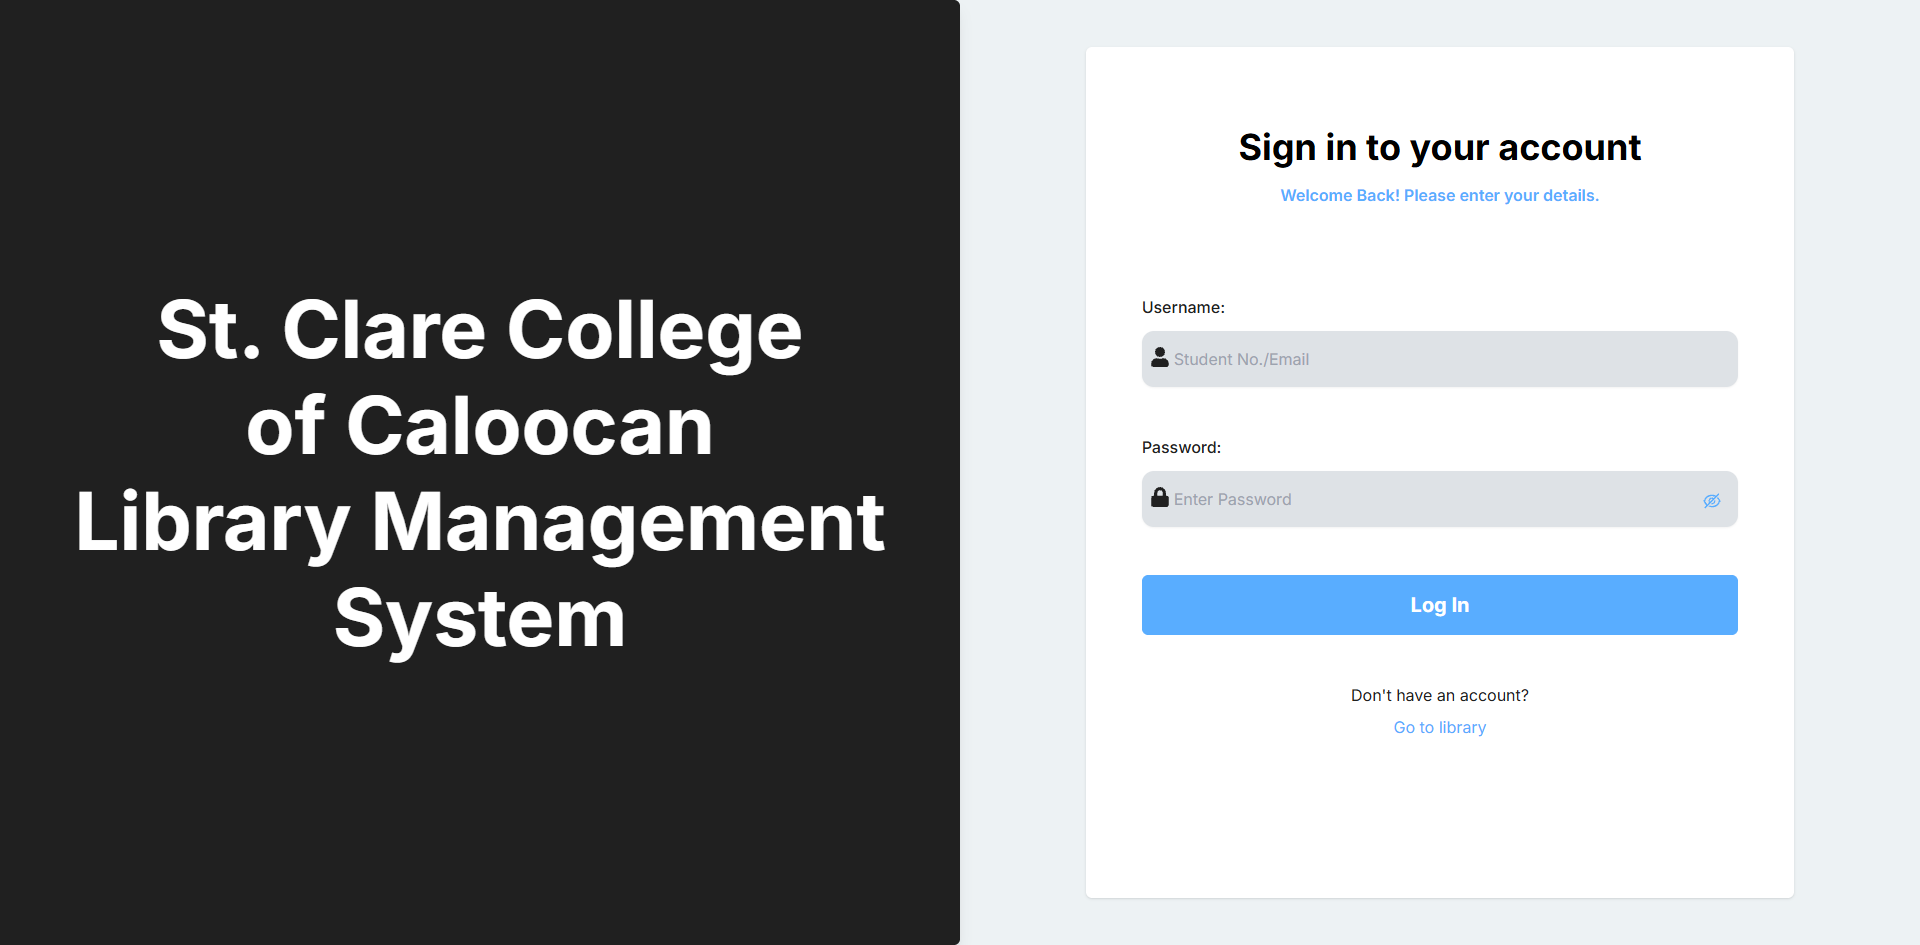 St. Clare College
of Caloocan
Library Management
System
Sign in to your account
Welcome Back! Please enter your details.
Username:
Student No./Email
Password:
Enter Password
Log In
Don't have an account?
Go to library